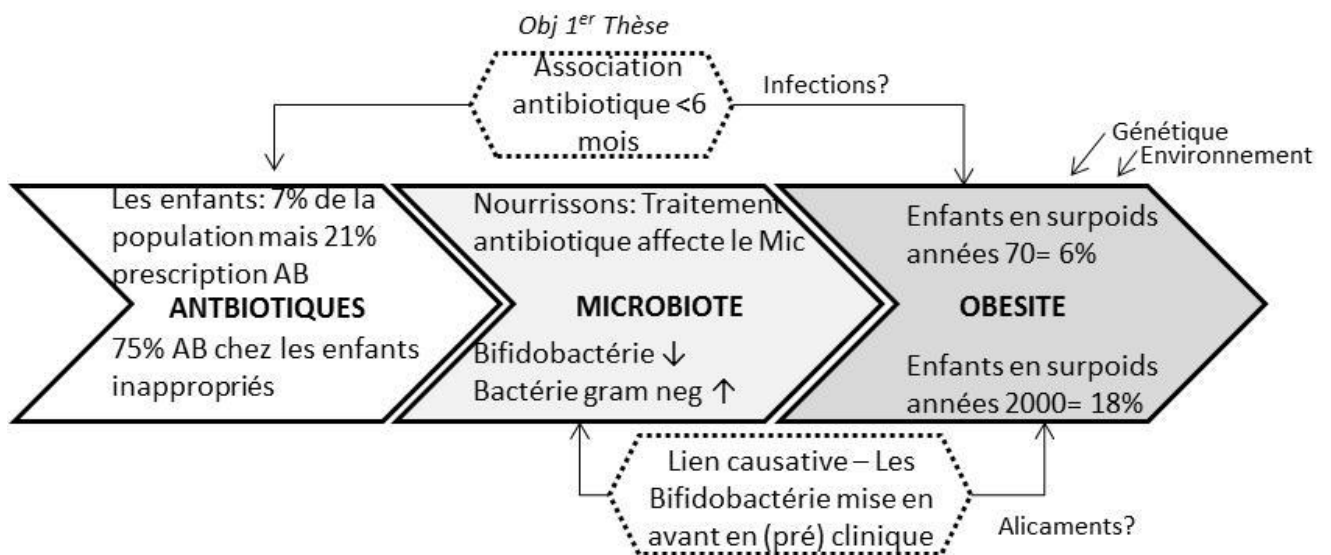 Obj 1er Thèse
Association
antibiotique <6
mois
Infections?
Génétique
Environnement
Les enfants: 7% de la
population mais 21%
prescription AB
ANTBIOTIQUES
75% AB chez les enfants
inappropriés
Nourrissons: Traitement
antibiotique affecte le Mic
MICROBIOTE
Bifidobactérie ↓
Bactérie gram neg ↑
Enfants en surpoids
années 70= 6%
OBESITE
Enfants en surpoids
années 2000= 18%
Lien causative – Les
Bifidobactérie mise en
avant en (pré) clinique
Alicaments?